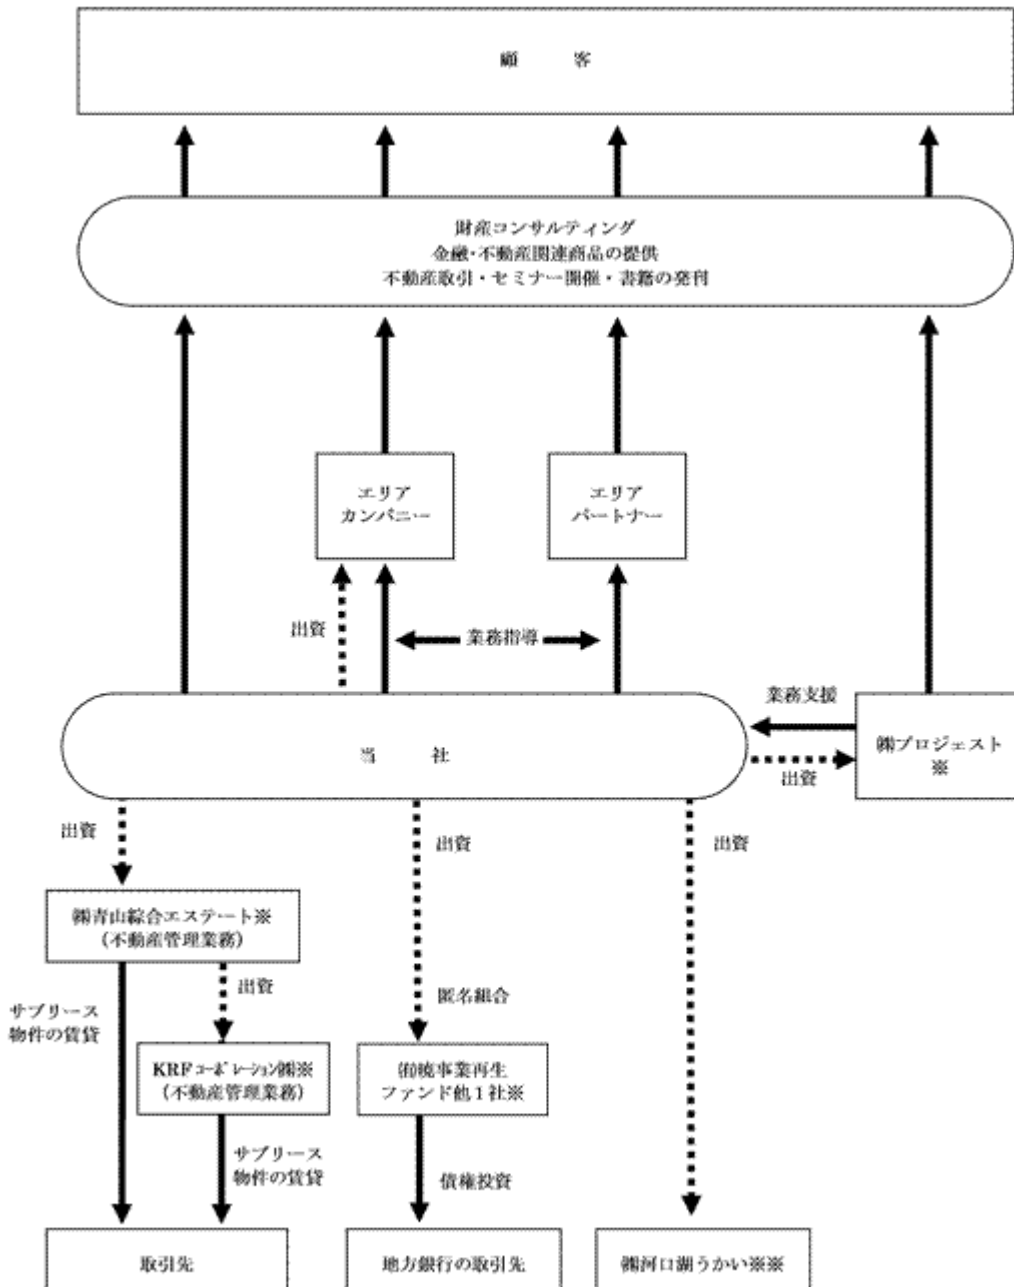 顧 客
財産コンサルティング
金融・不動産関連商品の提供
不動産取引・セミナー開催・書籍の発刊
エリア
カンパニー
エリア
パートナー
出資
業務指導
業務支援
当 社
㈱プロジェスト
※
出資
出資
出資
出資
㈱青山綜合エステート※
(不動産管理業務)
出資
匿名組合
サブリース
物件の賃貸
KRFコーポレーション㈱※
(不動産管理業務)
㈲暁事業再生
ファンド他1社※
サブリース
物件の賃貸
債権投資
取引先
地方銀行の取引先
㈱河口湖うかい※※